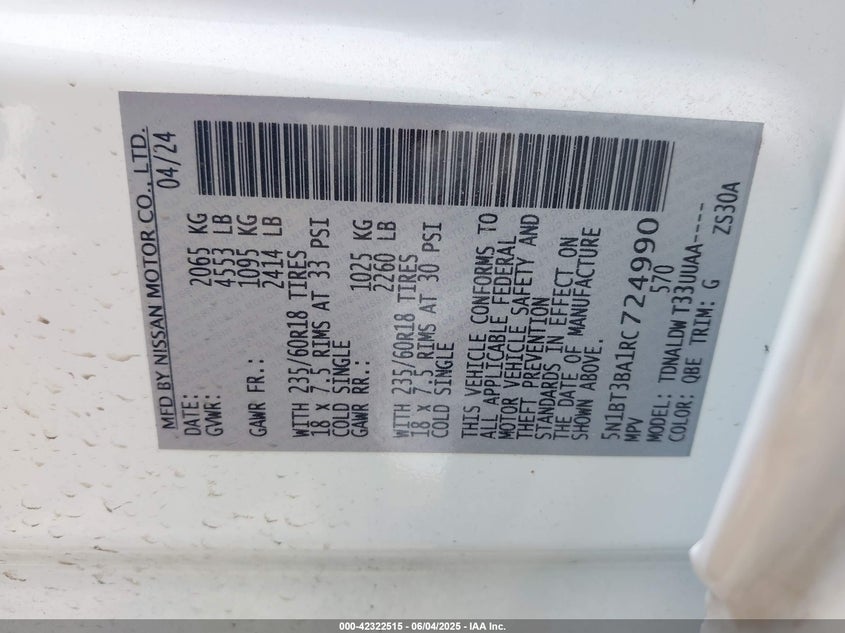 MFD BY NISSAN MOTOR CO., LTD.
DATE: 04/24
GVWR: 2065 KG
4553 LB
GAWR FR.: 1095 KG
2414 LB
WITH 235/60R18 TIRES
18 x 7.5 RIMS AT 33 PSI
COLD SINGLE
GAWR RR.: 1025 KG
2260 LB
WITH 235/60R18 TIRES
18 x 7.5 RIMS AT 30 PSI
COLD SINGLE
THIS VEHICLE CONFORMS TO
ALL APPLICABLE FEDERAL
MOTOR VEHICLE SAFETY AND
THEFT PREVENTION
STANDARDS IN EFFECT ON
THE DATE OF MANUFACTURE
SHOWN ABOVE.
5N1BT3BA1RC724990
MPV 570
MODEL: TDNALDW T33UUAA----
COLOR: QBE TRIM: G ZS30A
000-42322515 - 06/04/2025 - IAA Inc.